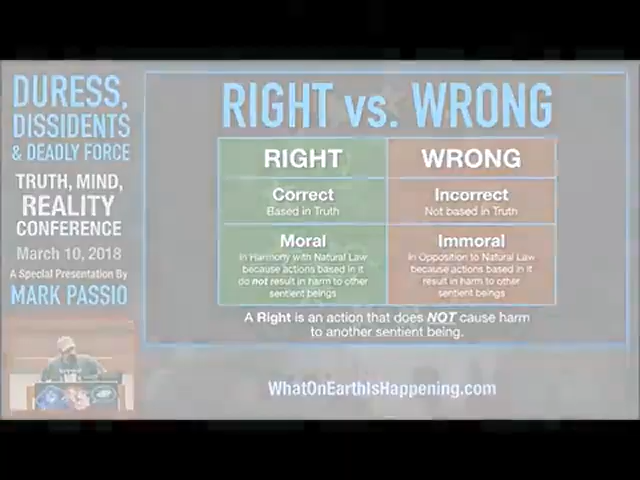 DURESS,
DISSIDENTS
& DEADLY FORCE
TRUTH, MIND,
REALITY
CONFERENCE
March 10, 2018
A Special Presentation By
MARK PASSIO
RIGHT vs. WRONG
RIGHT
WRONG
Correct
Based in Truth
Incorrect
Not based in Truth
Moral
In Harmony with Natural Law
because actions based in it
do not result in harm to other
sentient beings
Immoral
In Opposition to Natural Law
because actions based in it
result in harm to other
sentient beings
A Right is an action that does NOT cause harm
to another sentient being.
WhatOnEarthIsHappening.com